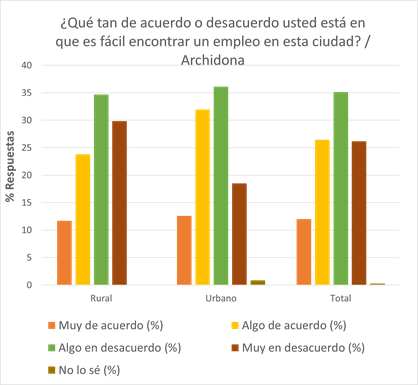 ¿Qué tan de acuerdo o desacuerdo usted está en
que es fácil encontrar un empleo en esta ciudad? /
Archidona
% Respuestas
40
35
30
25
20
15
10
5
0
Rural Urbano Total
Muy de acuerdo (%) Algo de acuerdo (%)
Algo en desacuerdo (%) Muy en desacuerdo (%)
No lo sé (%)